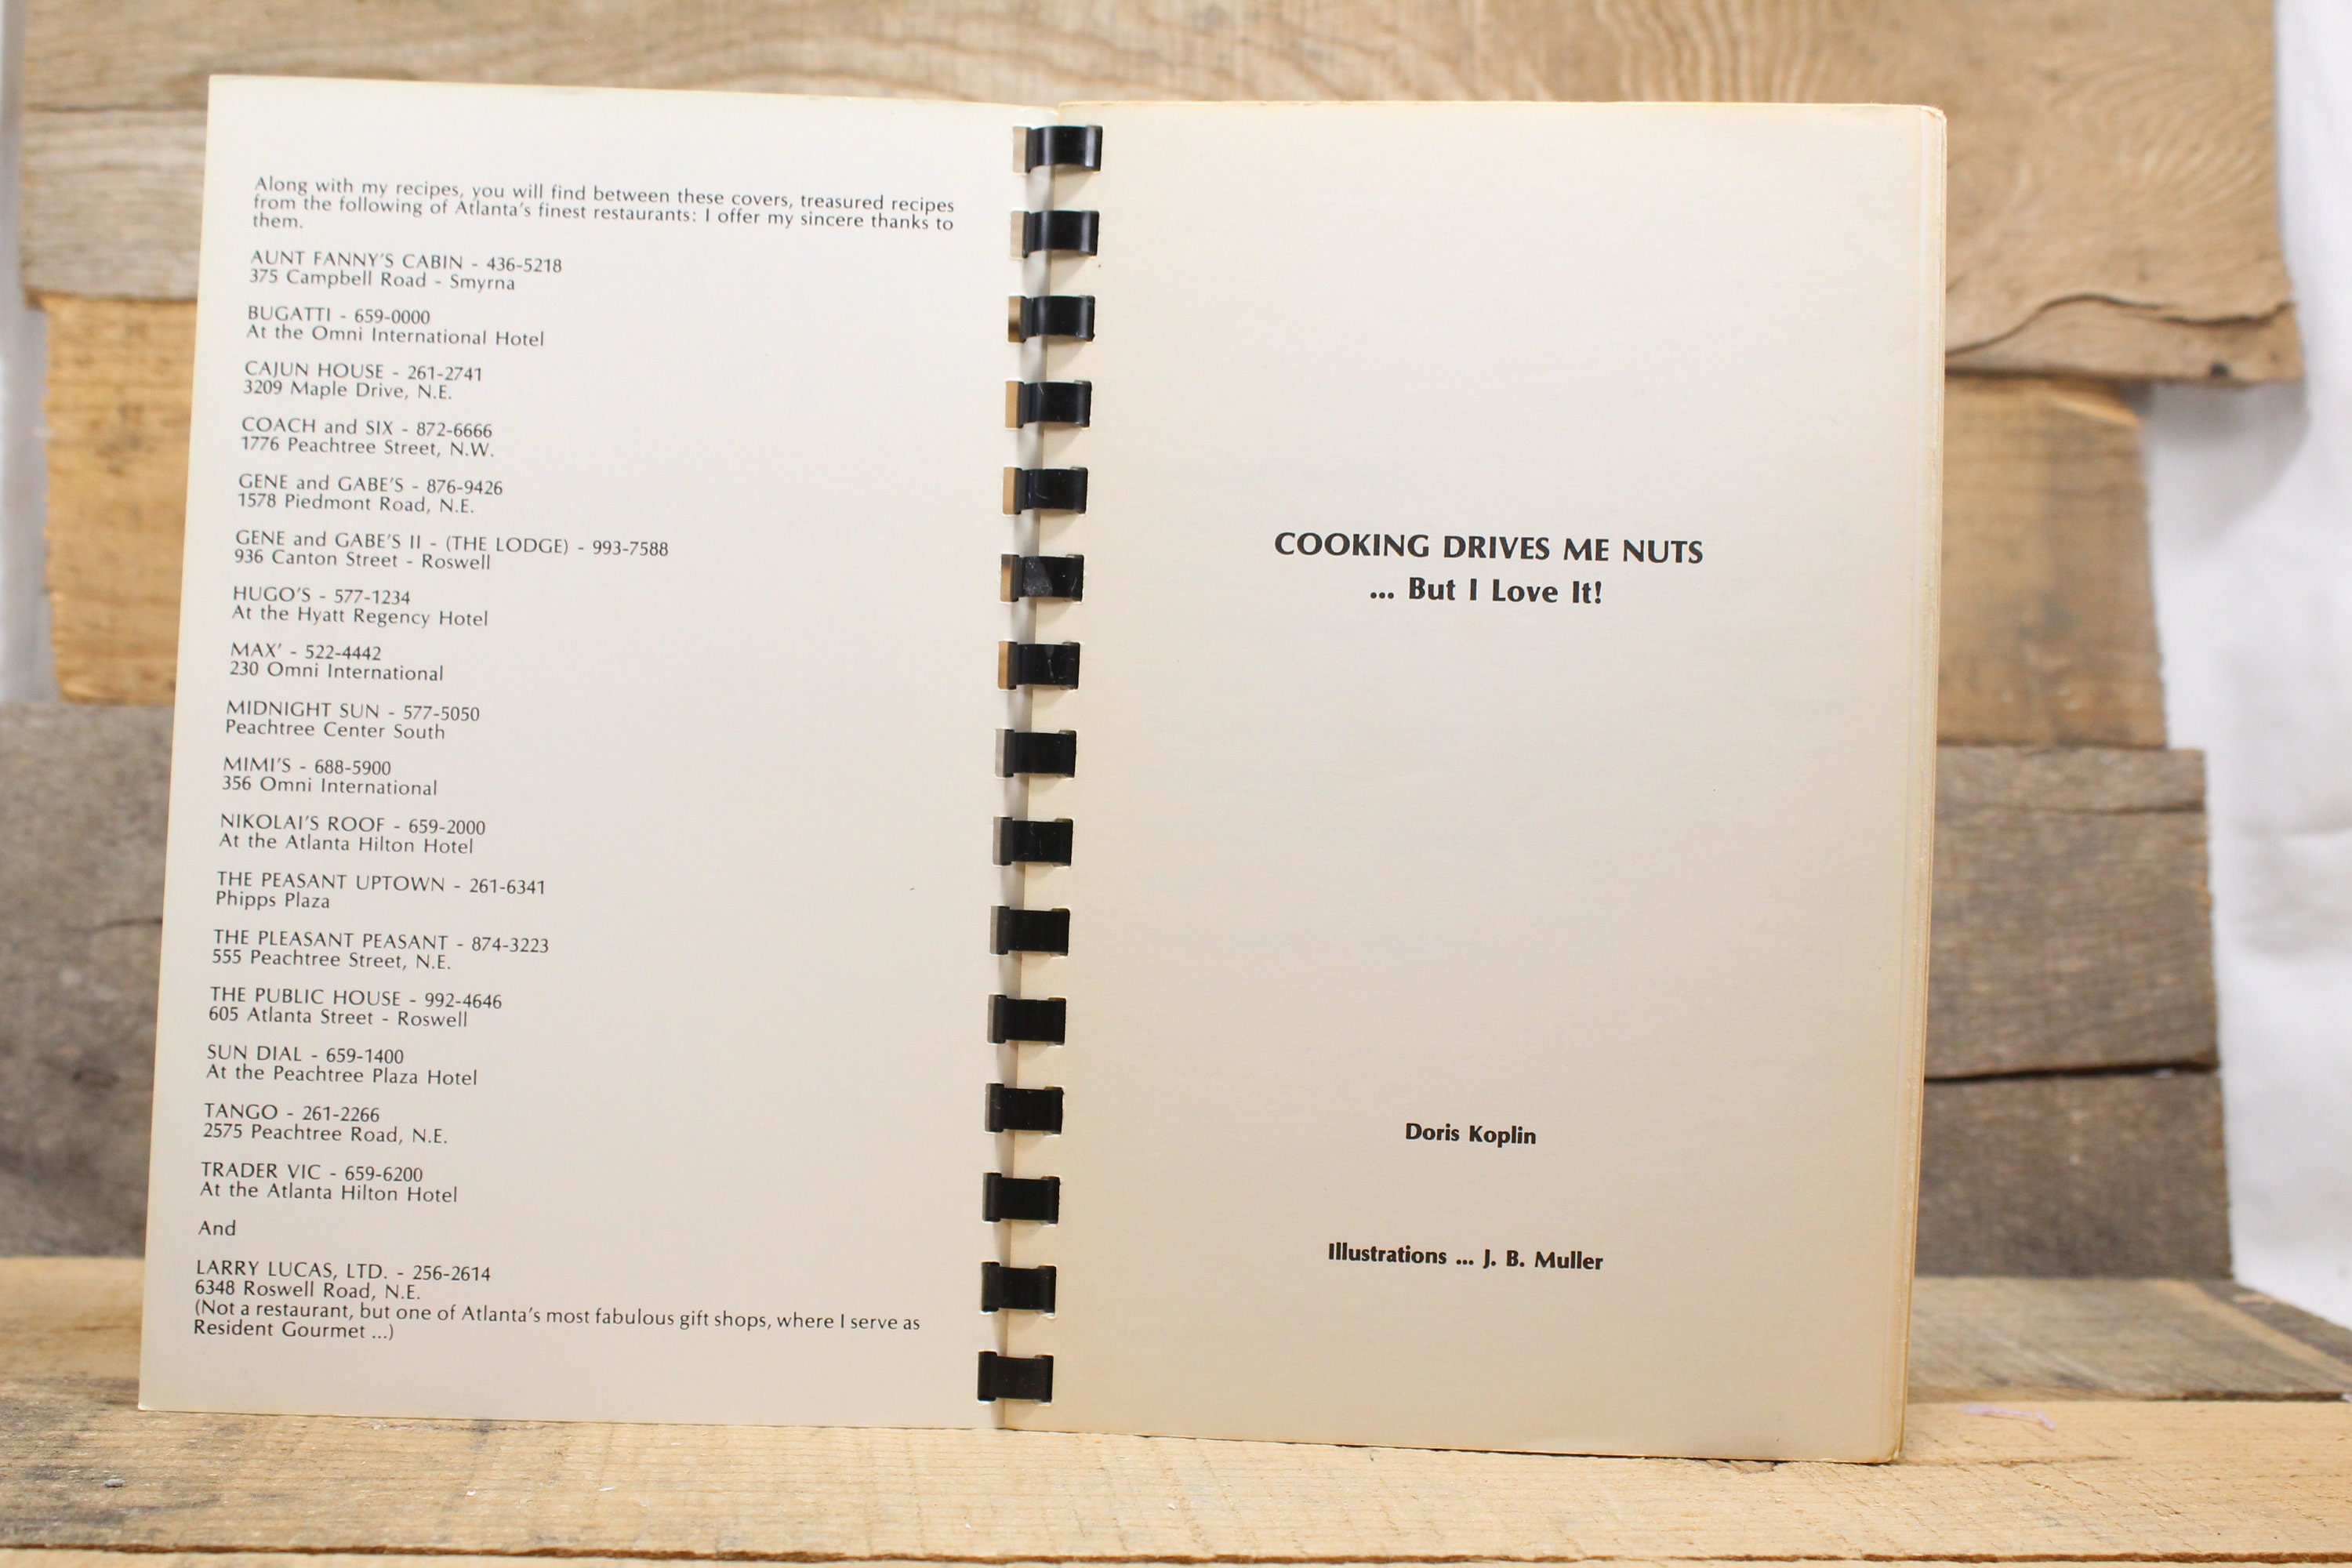 Along with my recipes, you will find between these covers, treasured recipes
from the following of Atlanta's finest restaurants: I offer my sincere thanks to
them.
AUNT FANNY'S CABIN - 436-5218
375 Campbell Road - Smyrna
BUGATTI - 659-0000
At the Omni International Hotel
CAJUN HOUSE - 261-2741
3209 Maple Drive, N.E.
COACH and SIX - 872-6666
1776 Peachtree Street, N.W.
GENE and GABE'S - 876-9426
1578 Piedmont Road, N.E.
GENE and GABE'S II - (THE LODGE) - 993-7588
936 Canton Street - Roswell
HUGO'S - 577-1234
At the Hyatt Regency Hotel
MAX' - 522-4442
230 Omni International
MIDNIGHT SUN - 577-5050
Peachtree Center South
MIMI'S - 688-5900
356 Omni International
NIKOLAI'S ROOF - 659-2000
At the Atlanta Hilton Hotel
THE PEASANT UPTOWN - 261-6341
Phipps Plaza
THE PLEASANT PEASANT - 874-3223
555 Peachtree Street, N.E.
THE PUBLIC HOUSE - 992-4646
605 Atlanta Street - Roswell
SUN DIAL - 659-1400
At the Peachtree Plaza Hotel
TANGO - 261-2266
2575 Peachtree Road, N.E.
TRADER VIC - 659-6200
At the Atlanta Hilton Hotel
And
LARRY LUCAS, LTD. - 256-2614
6348 Roswell Road, N.E.
(Not a restaurant, but one of Atlanta's most fabulous gift shops, where I serve as
Resident Gourmet ...)
COOKING DRIVES ME NUTS
... But I Love It!
Doris Koplin
Illustrations ... J. B. Muller